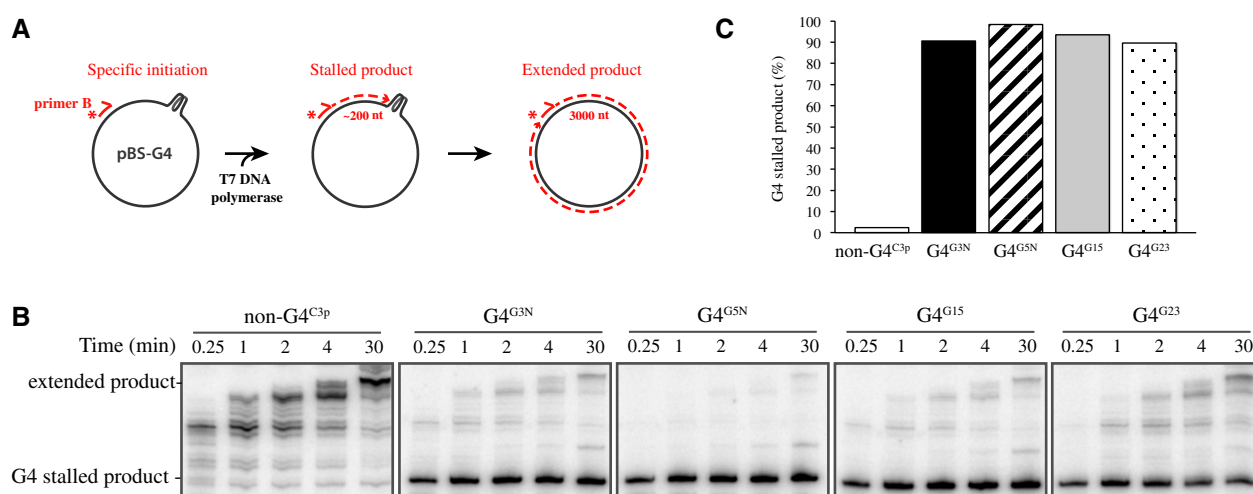 A
Specific initiation
Stalled product
Extended product
primer B
*
*
~200 nt
*
3000 nt
pBS-G4
T7 DNA
polymerase
C
G4 stalled product (%)
100
90
80
70
60
50
40
30
20
10
0
non-G4C3p
G4G3N
G4G5N
G4G15
G4G23
B
non-G4C3p
G4G3N
G4G5N
G4G15
G4G23
Time (min)
0.25 1 2 4 30
0.25 1 2 4 30
0.25 1 2 4 30
0.25 1 2 4 30
0.25 1 2 4 30
extended product-
G4 stalled product -